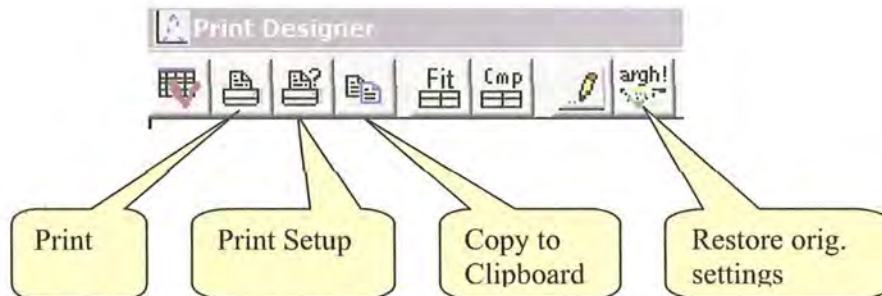 Print Designer
Fit Cmp argh!
Print
Print Setup
Copy to
Clipboard
Restore orig.
settings